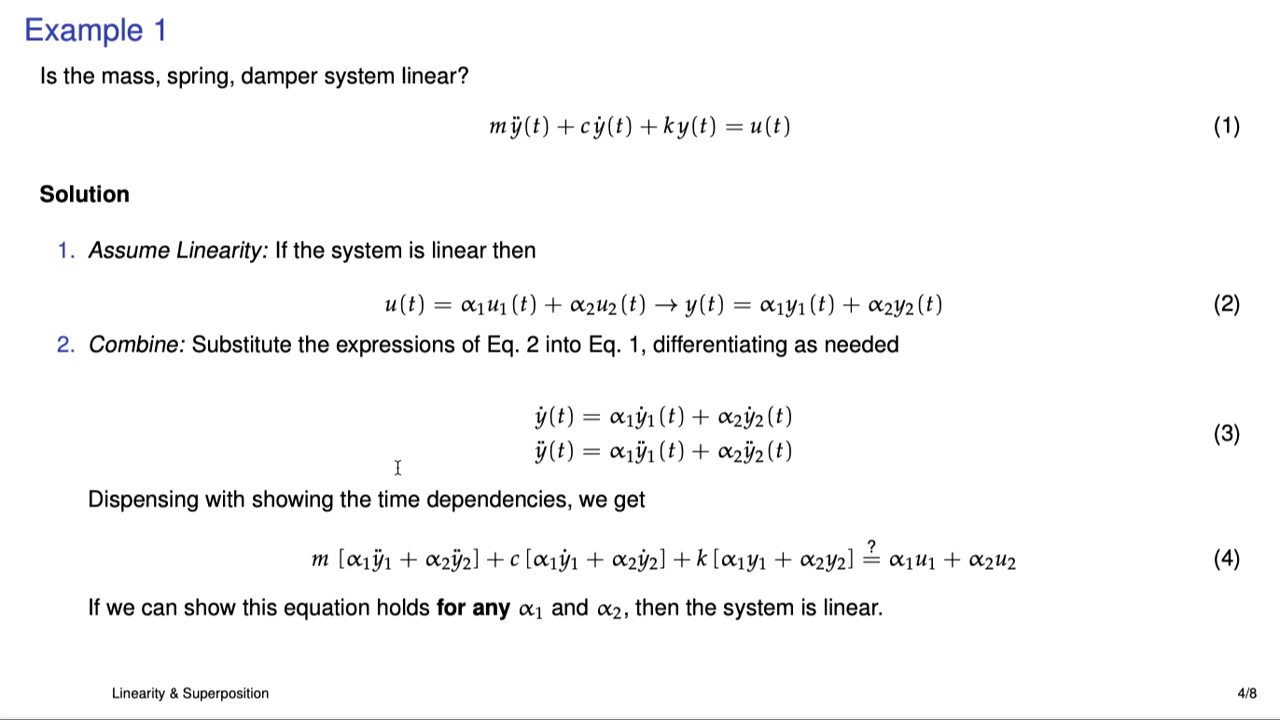 Example 1
Is the mass, spring, damper system linear?
mÿ(t) + cẏ(t) + ky(t) = u(t) (1)
Solution
1. Assume Linearity: If the system is linear then
u(t) = α₁u₁(t) + α₂u₂(t) → y(t) = α₁y₁(t) + α₂y₂(t) (2)
2. Combine: Substitute the expressions of Eq. 2 into Eq. 1, differentiating as needed
ẏ(t) = α₁ẏ₁(t) + α₂ẏ₂(t)
ÿ(t) = α₁ÿ₁(t) + α₂ÿ₂(t) (3)
Dispensing with showing the time dependencies, we get
m [α₁ÿ₁ + α₂ÿ₂] + c [α₁ẏ₁ + α₂ẏ₂] + k [α₁y₁ + α₂y₂] ≟ α₁u₁ + α₂u₂ (4)
If we can show this equation holds for any α₁ and α₂, then the system is linear.
Linearity & Superposition 4/8